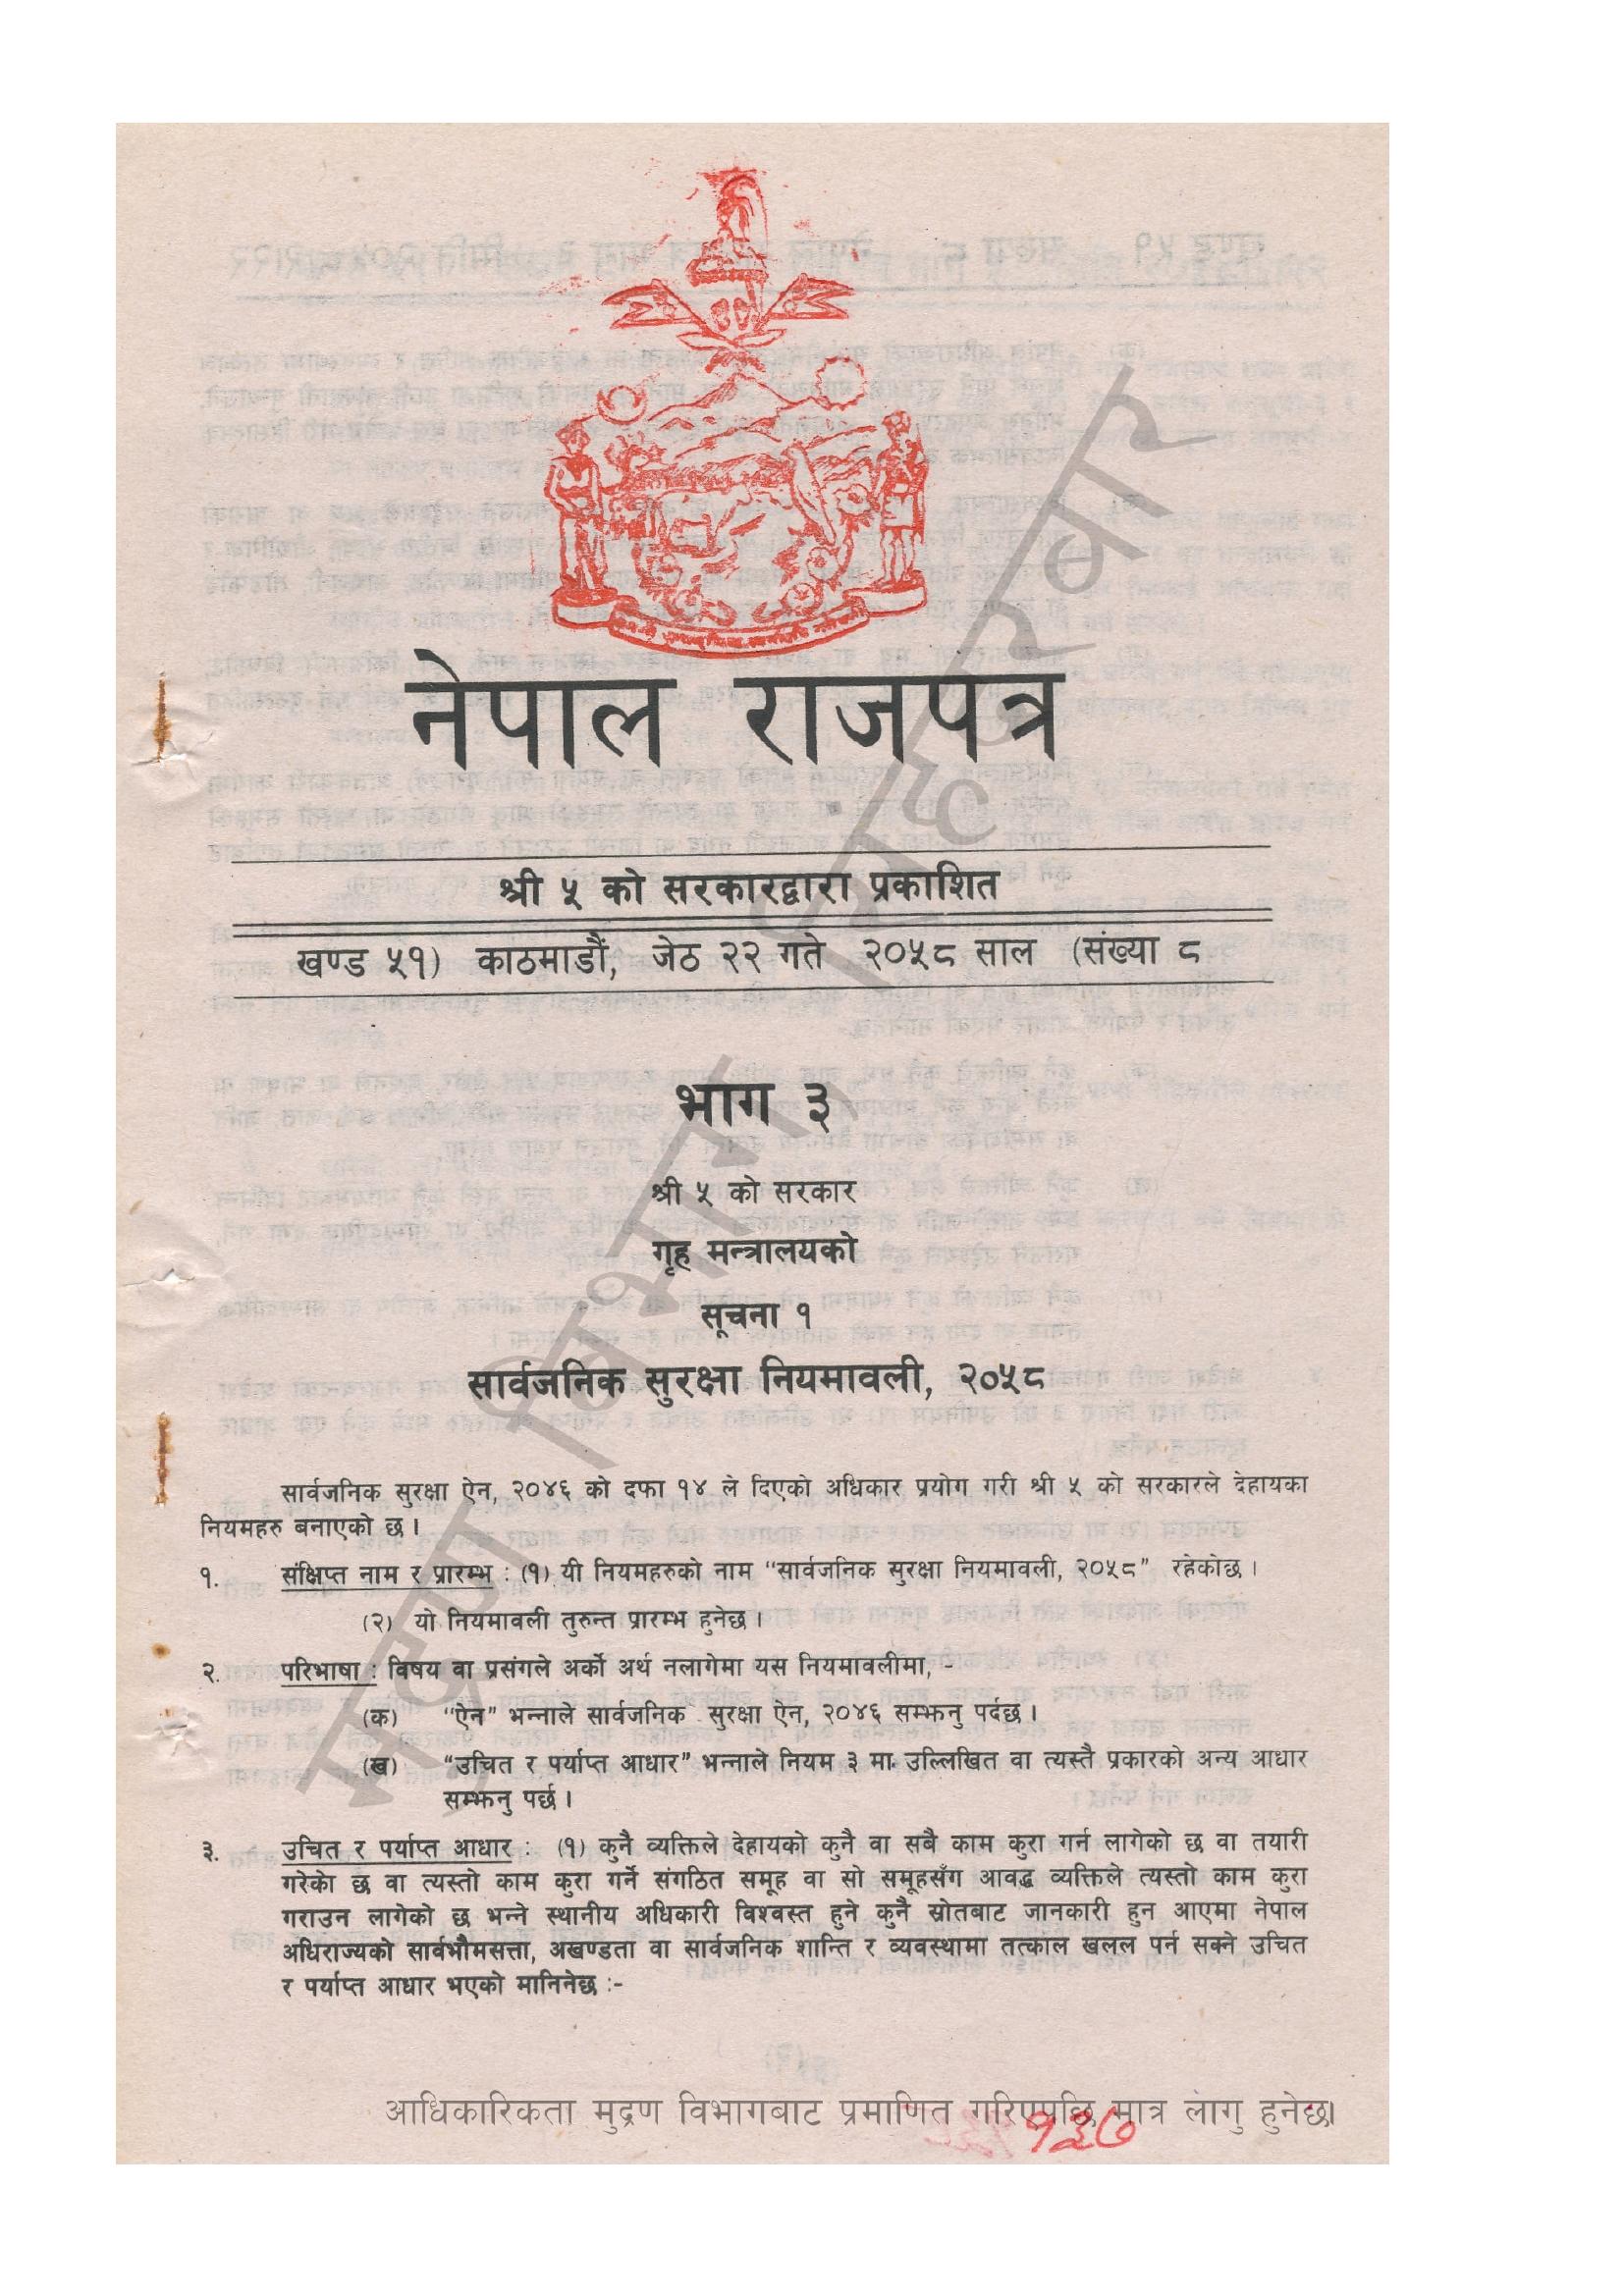 नेपाल राजपत्र
श्री ५ को सरकारद्वारा प्रकाशित
खण्ड ५१) काठमाडौं, जेठ २२ गते २०५८ साल (संख्या ८
भाग ३
श्री ५ को सरकार
गृह मन्त्रालयको
सूचना १
सार्वजनिक सुरक्षा नियमावली, २०५८
सार्वजनिक सुरक्षा ऐन, २०४६ को दफा १४ ले दिएको अधिकार प्रयोग गरी श्री ५ को सरकारले देहायका
नियमहरु बनाएको छ ।
१. संक्षिप्त नाम र प्रारम्भ : (१) यी नियमहरुको नाम "सार्वजनिक सुरक्षा नियमावली, २०५८" रहेकोछ ।
(२) यो नियमावली तुरुन्त प्रारम्भ हुनेछ ।
२. परिभाषा : विषय वा प्रसंगले अर्को अर्थ नलागेमा यस नियमावलीमा, -
(क) "ऐन" भन्नाले सार्वजनिक सुरक्षा ऐन, २०४६ सम्झनु पर्दछ ।
(ख) "उचित र पर्याप्त आधार" भन्नाले नियम ३ मा उल्लिखित वा त्यस्तै प्रकारको अन्य आधार
सम्झनु पर्छ ।
३. उचित र पर्याप्त आधार : (१) कुनै व्यक्तिले देहायको कुनै वा सबै काम कुरा गर्न लागेको छ वा तयारी
गरेको छ वा त्यस्तो काम कुरा गर्ने संगठित समूह वा सो समूहसँग आवद्ध व्यक्तिले त्यस्तो काम कुरा
गराउन लागेको छ भन्ने स्थानीय अधिकारी विश्वस्त हुने कुनै स्रोतबाट जानकारी हुन आएमा नेपाल
अधिराज्यको सार्वभौमसत्ता, अखण्डता वा सार्वजनिक शान्ति र व्यवस्थामा तत्काल खलल पर्न सक्ने उचित
र पर्याप्त आधार भएको मानिनेछ :-
आधिकारिकता मुद्रण विभागबाट प्रमाणित गरिएपछि मात्र लागु हुनेछ।
१३७
मुद्रण विभाग